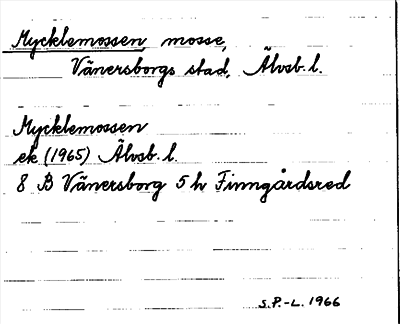 Mycklemossen, mosse,
Vänersborgs stad, Älvsb. l.
Mycklemossen
ek (1965) Älvsb. l.
8 B Vänersborg 5 h Finngårdsred
S.P.-L. 1966